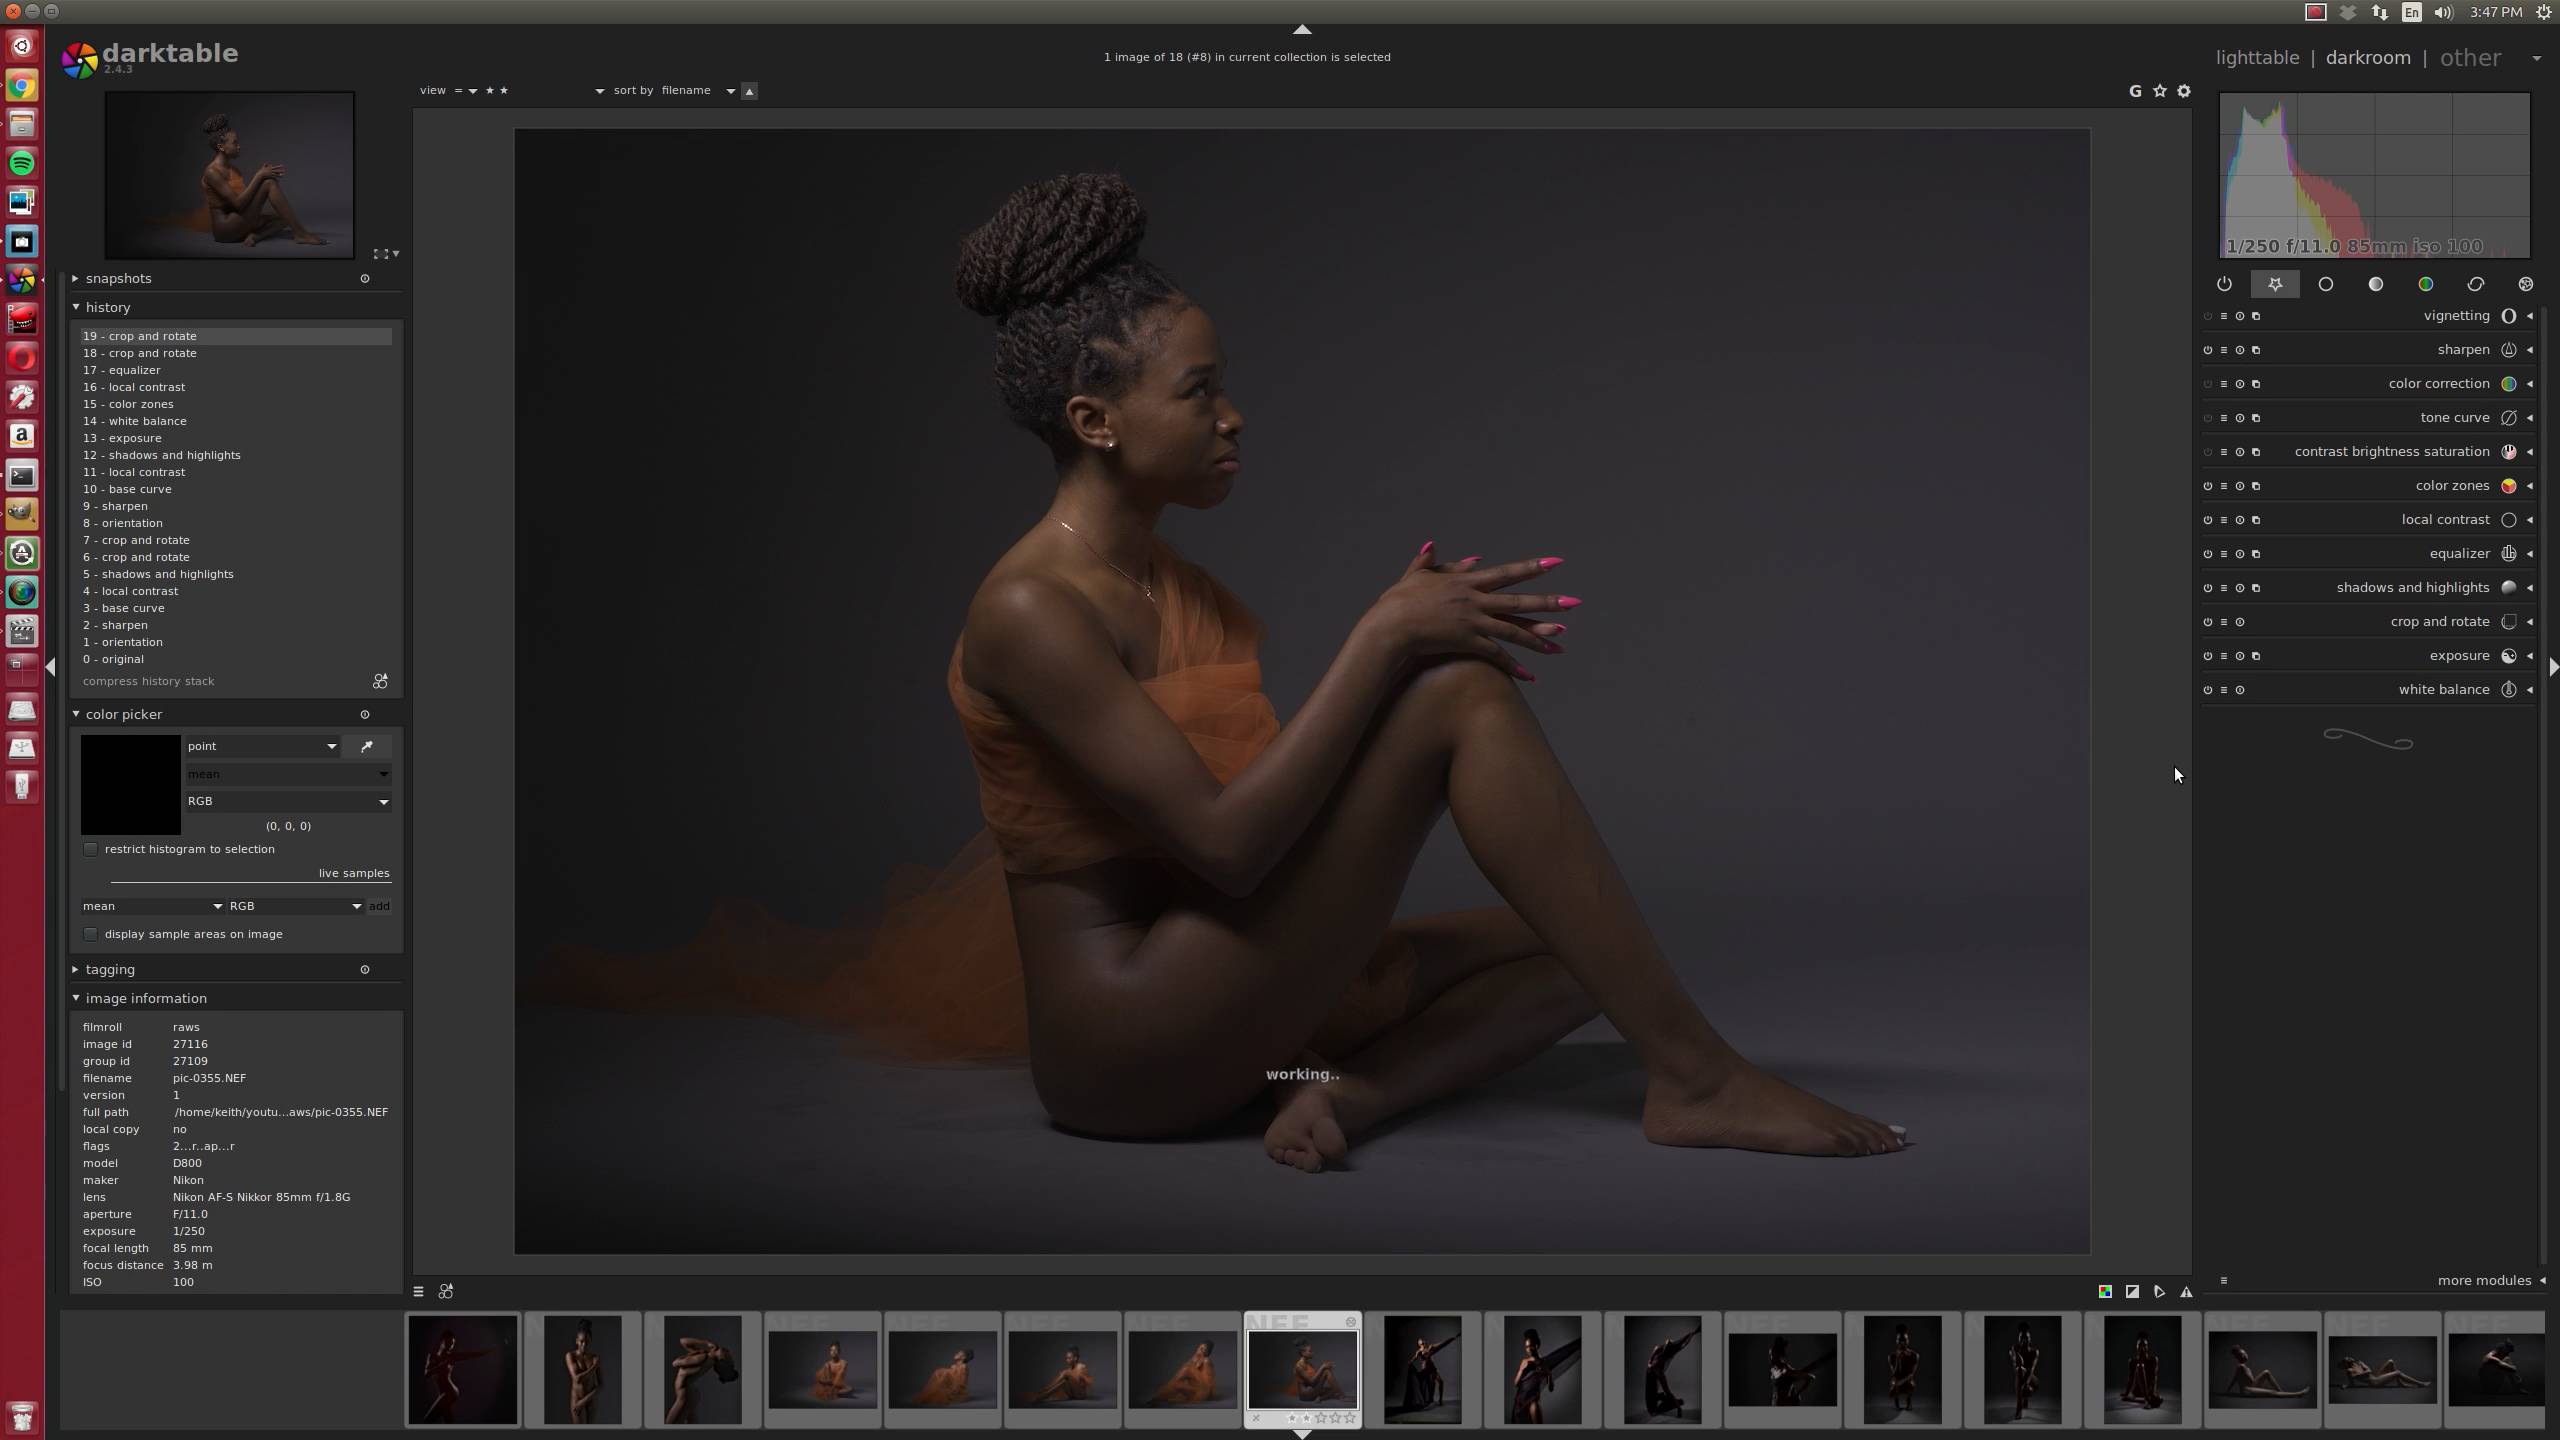 En
3:47 PM
darktable
2.4.3
1 image of 18 (#8) in current collection is selected
lighttable | darkroom | other
view = ★ ★ sort by filename
G
1/250 f/11.0 85mm iso 100
snapshots
history
19 - crop and rotate
18 - crop and rotate
17 - equalizer
16 - local contrast
15 - color zones
14 - white balance
13 - exposure
12 - shadows and highlights
11 - local contrast
10 - base curve
9 - sharpen
8 - orientation
7 - crop and rotate
6 - crop and rotate
5 - shadows and highlights
4 - local contrast
3 - base curve
2 - sharpen
1 - orientation
0 - original
compress history stack
color picker
point
mean
RGB
(0, 0, 0)
restrict histogram to selection
live samples
mean RGB add
display sample areas on image
tagging
image information
filmroll raws
image id 27116
group id 27109
filename pic-0355.NEF
version 1
full path /home/keith/youtu...aws/pic-0355.NEF
local copy no
flags 2...r..ap...r
model D800
maker Nikon
lens Nikon AF-S Nikkor 85mm f/1.8G
aperture F/11.0
exposure 1/250
focal length 85 mm
focus distance 3.98 m
ISO 100
working..
vignetting
sharpen
color correction
tone curve
contrast brightness saturation
color zones
local contrast
equalizer
shadows and highlights
crop and rotate
exposure
white balance
more modules
NEF